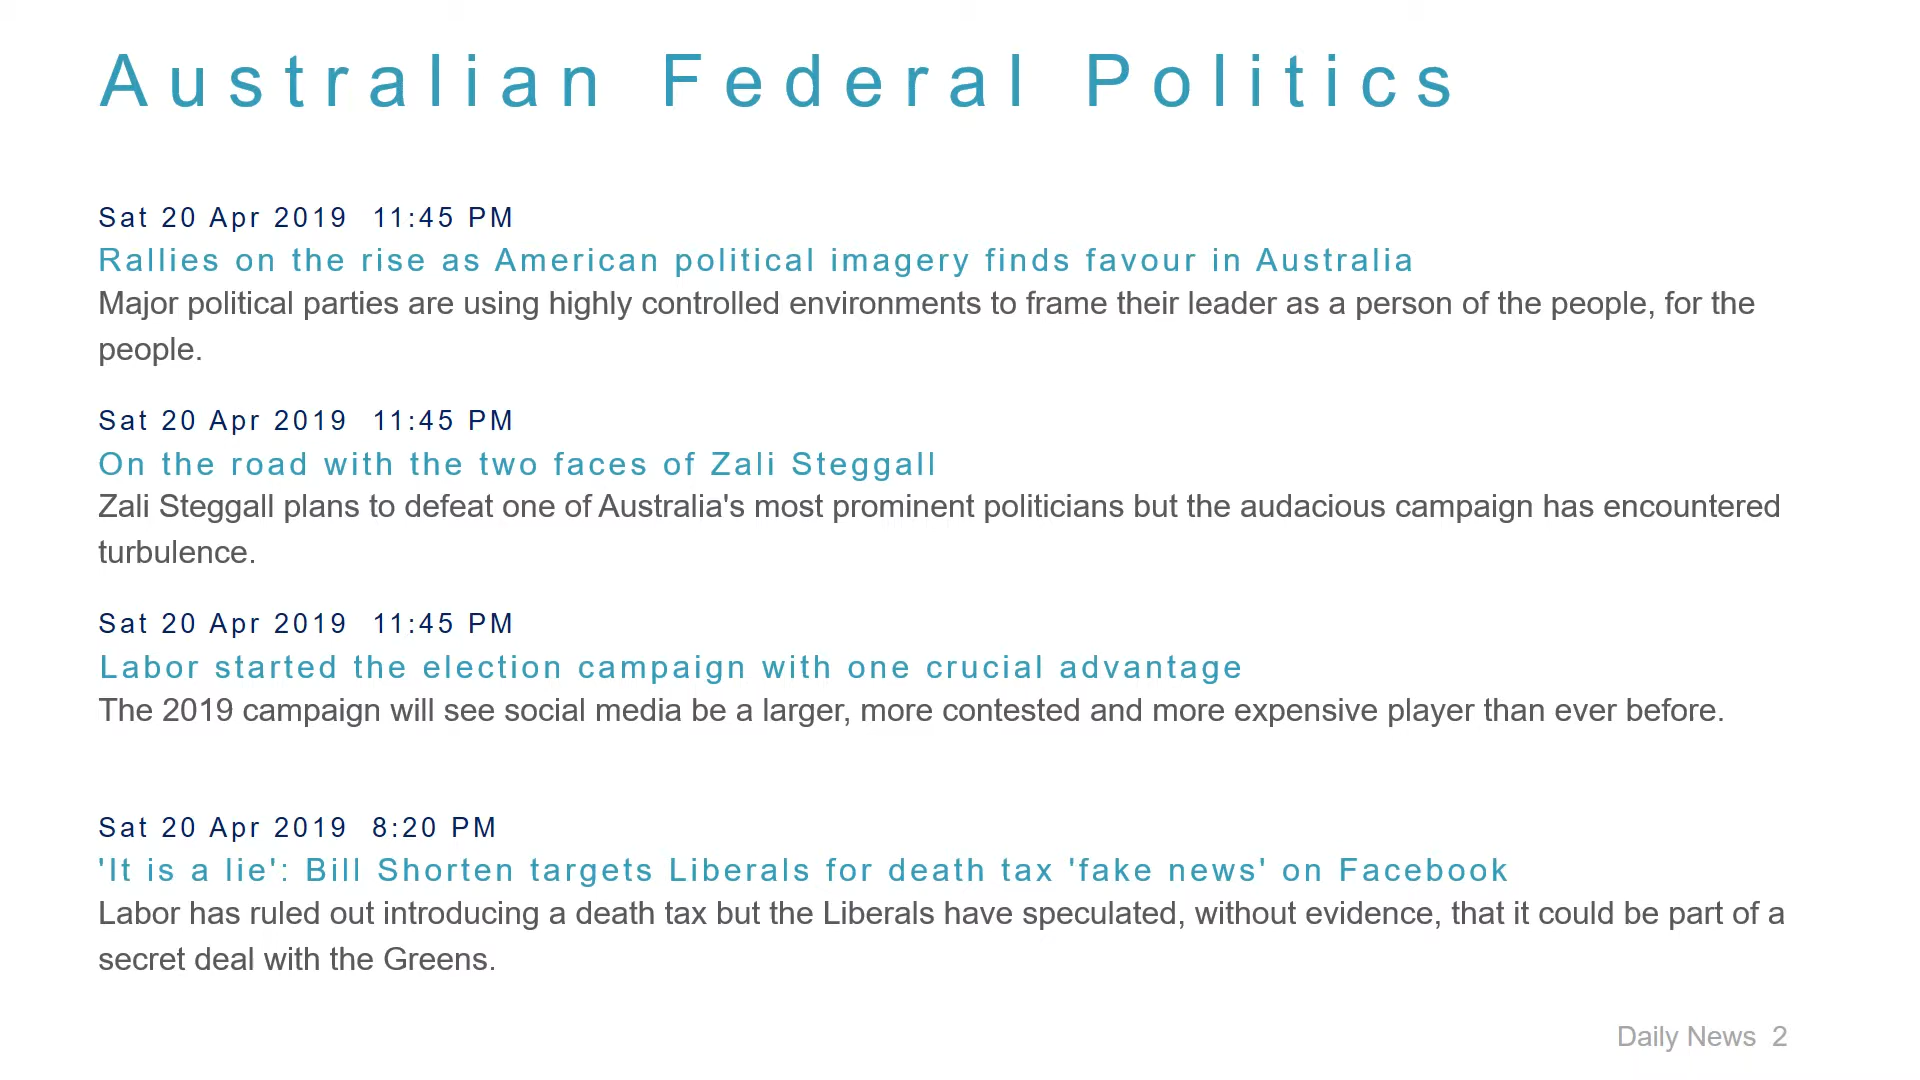 Australian Federal Politics
Sat 20 Apr 2019 11:45 PM
Rallies on the rise as American political imagery finds favour in Australia
Major political parties are using highly controlled environments to frame their leader as a person of the people, for the
people.
Sat 20 Apr 2019 11:45 PM
On the road with the two faces of Zali Steggall
Zali Steggall plans to defeat one of Australia's most prominent politicians but the audacious campaign has encountered
turbulence.
Sat 20 Apr 2019 11:45 PM
Labor started the election campaign with one crucial advantage
The 2019 campaign will see social media be a larger, more contested and more expensive player than ever before.
Sat 20 Apr 2019 8:20 PM
'It is a lie': Bill Shorten targets Liberals for death tax 'fake news' on Facebook
Labor has ruled out introducing a death tax but the Liberals have speculated, without evidence, that it could be part of a
secret deal with the Greens.
Daily News 2